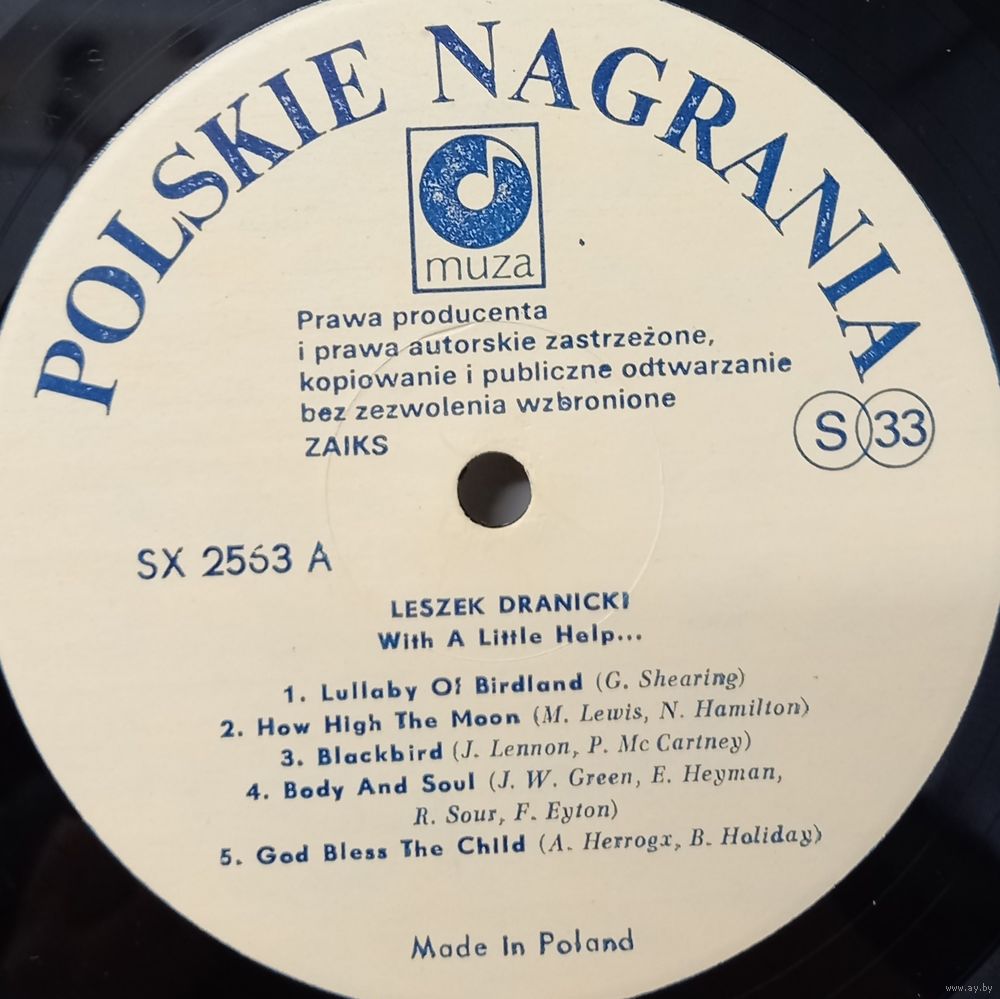 POLSKIE NAGRANIA
muza
Prawa producenta
i prawa autorskie zastrzeżone,
kopiowanie i publiczne odtwarzanie
bez zezwolenia wzbronione
ZAIKS
S 33
SX 2563 A
LESZEK DRANICKI
With A Little Help...
1. Lullaby Of Birdland (G. Shearing)
2. How High The Moon (M. Lewis, N. Hamilton)
3. Blackbird (J. Lennon, P. Mc Cartney)
4. Body And Soul (J. W. Green, E. Heyman,
R. Sour, F. Eyton)
5. God Bless The Child (A. Herrogx, B. Holiday)
Made In Poland
www.ay.by